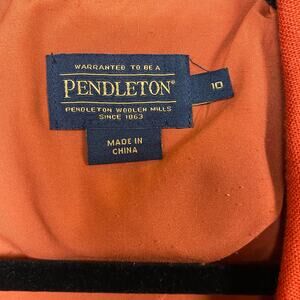 WARRANTED TO BE A
PENDLETON®
PENDLETON WOOLEN MILLS
SINCE 1863
10
MADE IN
CHINA